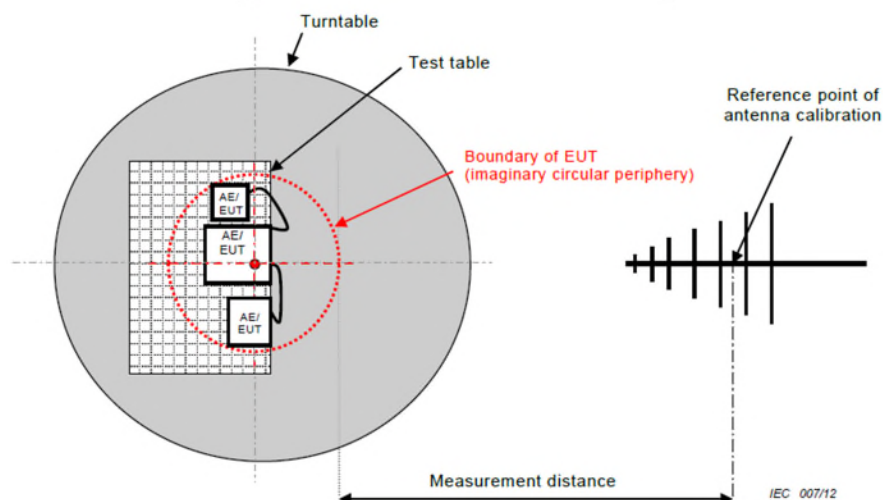 Turntable
Test table
Reference point of
antenna calibration
Boundary of EUT
(imaginary circular periphery)
AE/
EUT
AE/
EUT
AE/
EUT
Measurement distance
IEC 007/12